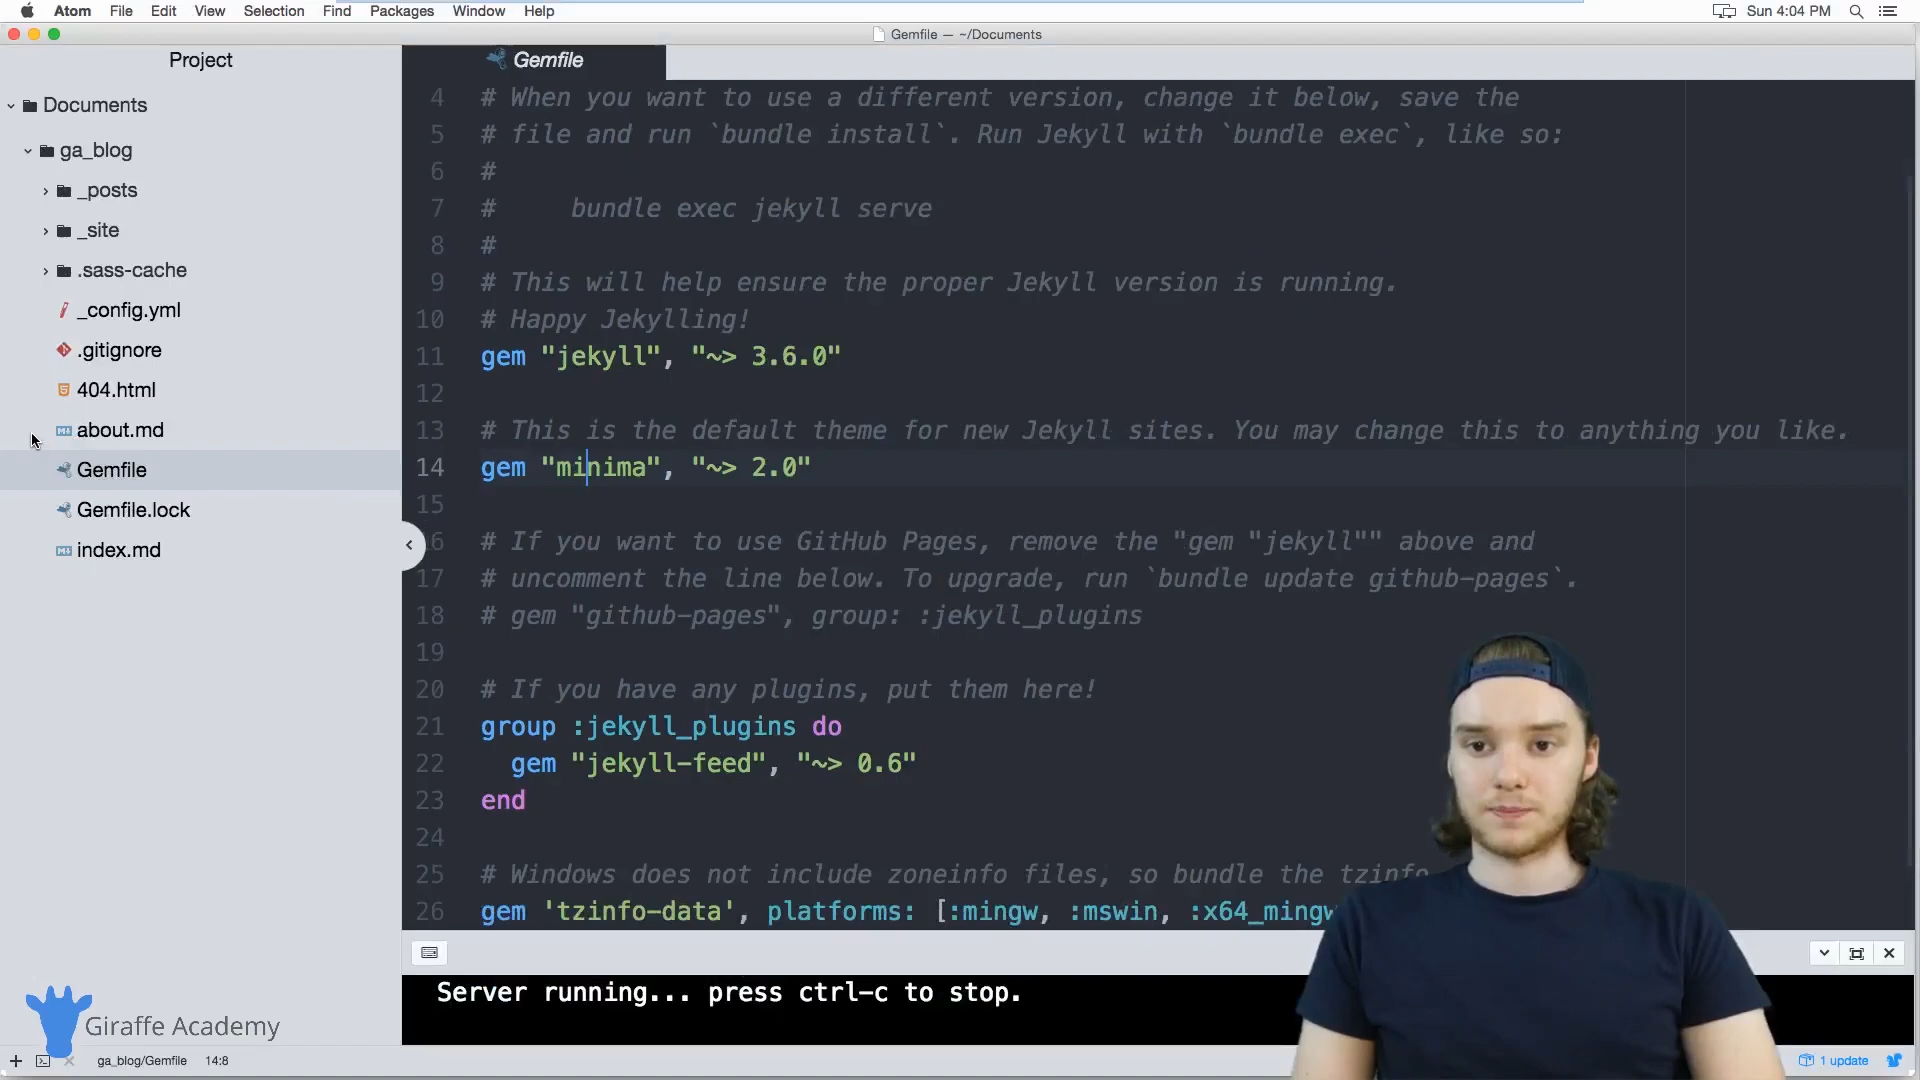 Atom File Edit View Selection Find Packages Window Help Sun 4:04 PM
Gemfile — ~/Documents
Project
Documents
ga_blog
_posts
_site
.sass-cache
_config.yml
.gitignore
404.html
about.md
Gemfile
Gemfile.lock
index.md
Gemfile
4 # When you want to use a different version, change it below, save the
5 # file and run `bundle install`. Run Jekyll with `bundle exec`, like so:
6 #
7 #     bundle exec jekyll serve
8 #
9 # This will help ensure the proper Jekyll version is running.
10 # Happy Jekylling!
11 gem "jekyll", "~> 3.6.0"
12
13 # This is the default theme for new Jekyll sites. You may change this to anything you like.
14 gem "minima", "~> 2.0"
15
6 # If you want to use GitHub Pages, remove the "gem "jekyll"" above and
17 # uncomment the line below. To upgrade, run `bundle update github-pages`.
18 # gem "github-pages", group: :jekyll_plugins
19
20 # If you have any plugins, put them here!
21 group :jekyll_plugins do
22   gem "jekyll-feed", "~> 0.6"
23 end
24
25 # Windows does not include zoneinfo files, so bundle the tzinfo
26 gem 'tzinfo-data', platforms: [:mingw, :mswin, :x64_mingw
Server running... press ctrl-c to stop.
Giraffe Academy
ga_blog/Gemfile 14:8
1 update